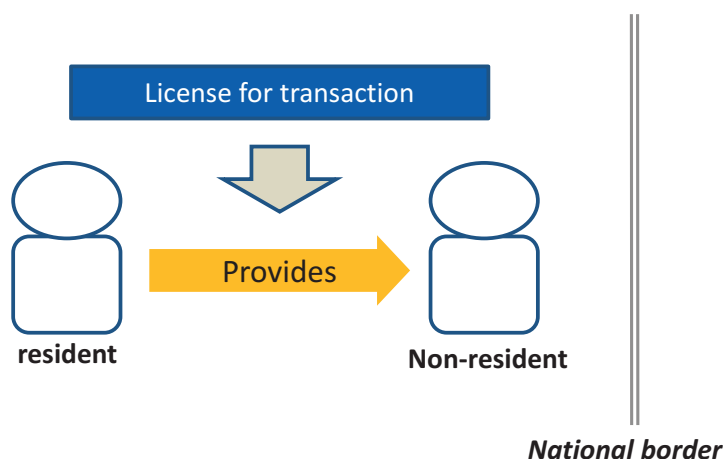 License for transaction
Provides
resident
Non-resident
National border